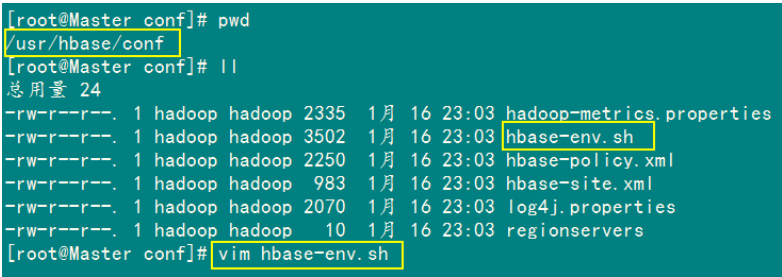 [root@Master conf]# pwd
/usr/hbase/conf
[root@Master conf]# ll
总用量 24
-rw-r--r--. 1 hadoop hadoop 2335 1月 16 23:03 hadoop-metrics.properties
-rw-r--r--. 1 hadoop hadoop 3502 1月 16 23:03 hbase-env.sh
-rw-r--r--. 1 hadoop hadoop 2250 1月 16 23:03 hbase-policy.xml
-rw-r--r--. 1 hadoop hadoop 983 1月 16 23:03 hbase-site.xml
-rw-r--r--. 1 hadoop hadoop 2070 1月 16 23:03 log4j.properties
-rw-r--r--. 1 hadoop hadoop 10 1月 16 23:03 regionservers
[root@Master conf]# vim hbase-env.sh